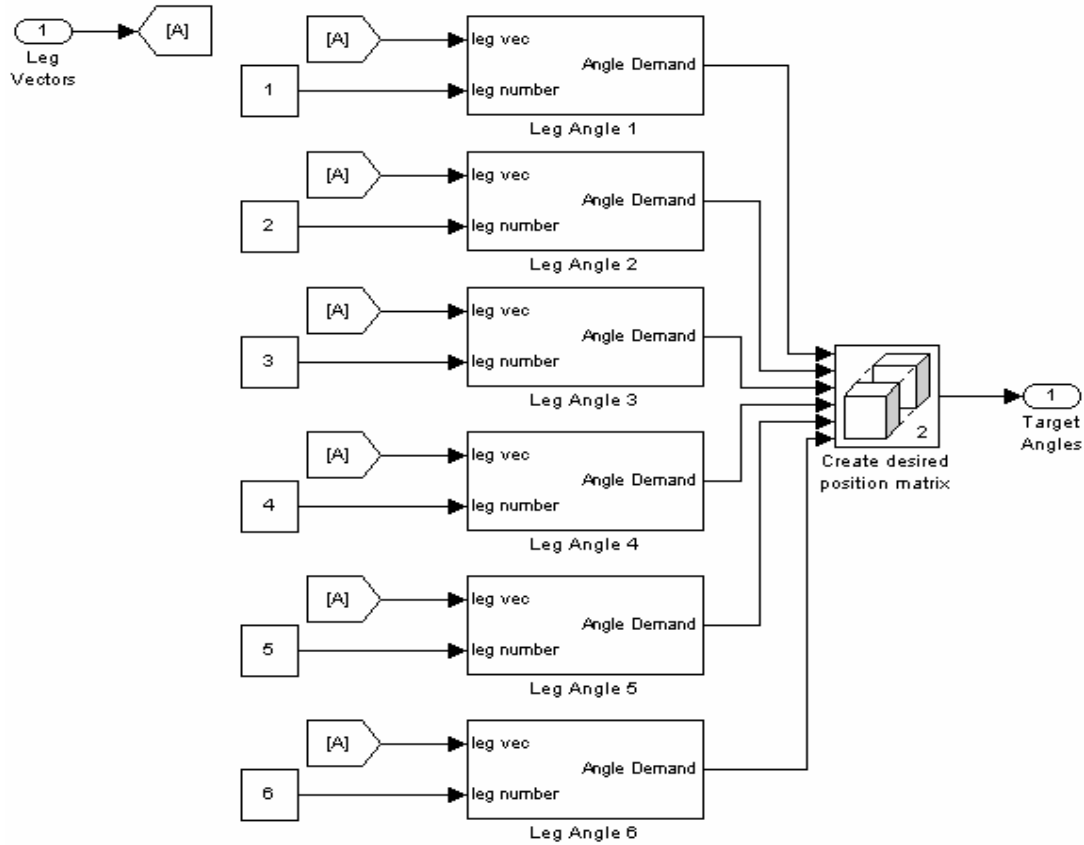 1
Leg
Vectors
[A]
[A]
leg vec
Angle Demand
1
leg number
Leg Angle 1
[A]
leg vec
Angle Demand
2
leg number
Leg Angle 2
[A]
leg vec
Angle Demand
3
leg number
Leg Angle 3
[A]
leg vec
Angle Demand
4
leg number
Leg Angle 4
[A]
leg vec
Angle Demand
5
leg number
Leg Angle 5
[A]
leg vec
Angle Demand
6
leg number
Leg Angle 6
2
Create desired
position matrix
1
Target
Angles